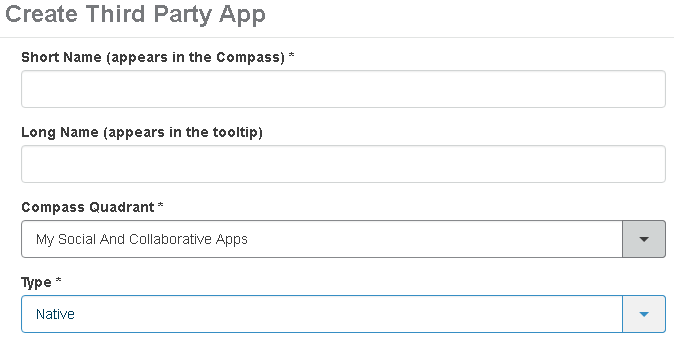 Create Third Party App
Short Name (appears in the Compass) *
Long Name (appears in the tooltip)
Compass Quadrant *
My Social And Collaborative Apps
Type *
Native